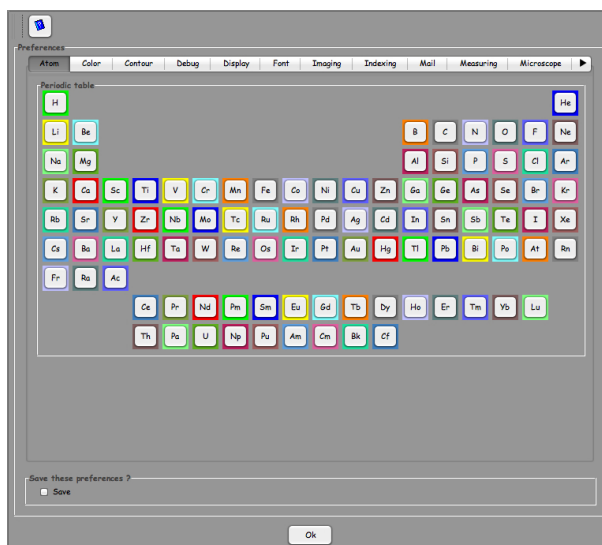 Preferences
Atom Color Contour Debug Display Font Imaging Indexing Mail Measuring Microscope
Periodic table
H He
Li Be B C N O F Ne
Na Mg Al Si P S Cl Ar
K Ca Sc Ti V Cr Mn Fe Co Ni Cu Zn Ga Ge As Se Br Kr
Rb Sr Y Zr Nb Mo Tc Ru Rh Pd Ag Cd In Sn Sb Te I Xe
Cs Ba La Hf Ta W Re Os Ir Pt Au Hg Tl Pb Bi Po At Rn
Fr Ra Ac
Ce Pr Nd Pm Sm Eu Gd Tb Dy Ho Er Tm Yb Lu
Th Pa U Np Pu Am Cm Bk Cf
Save these preferences ?
Save
Ok